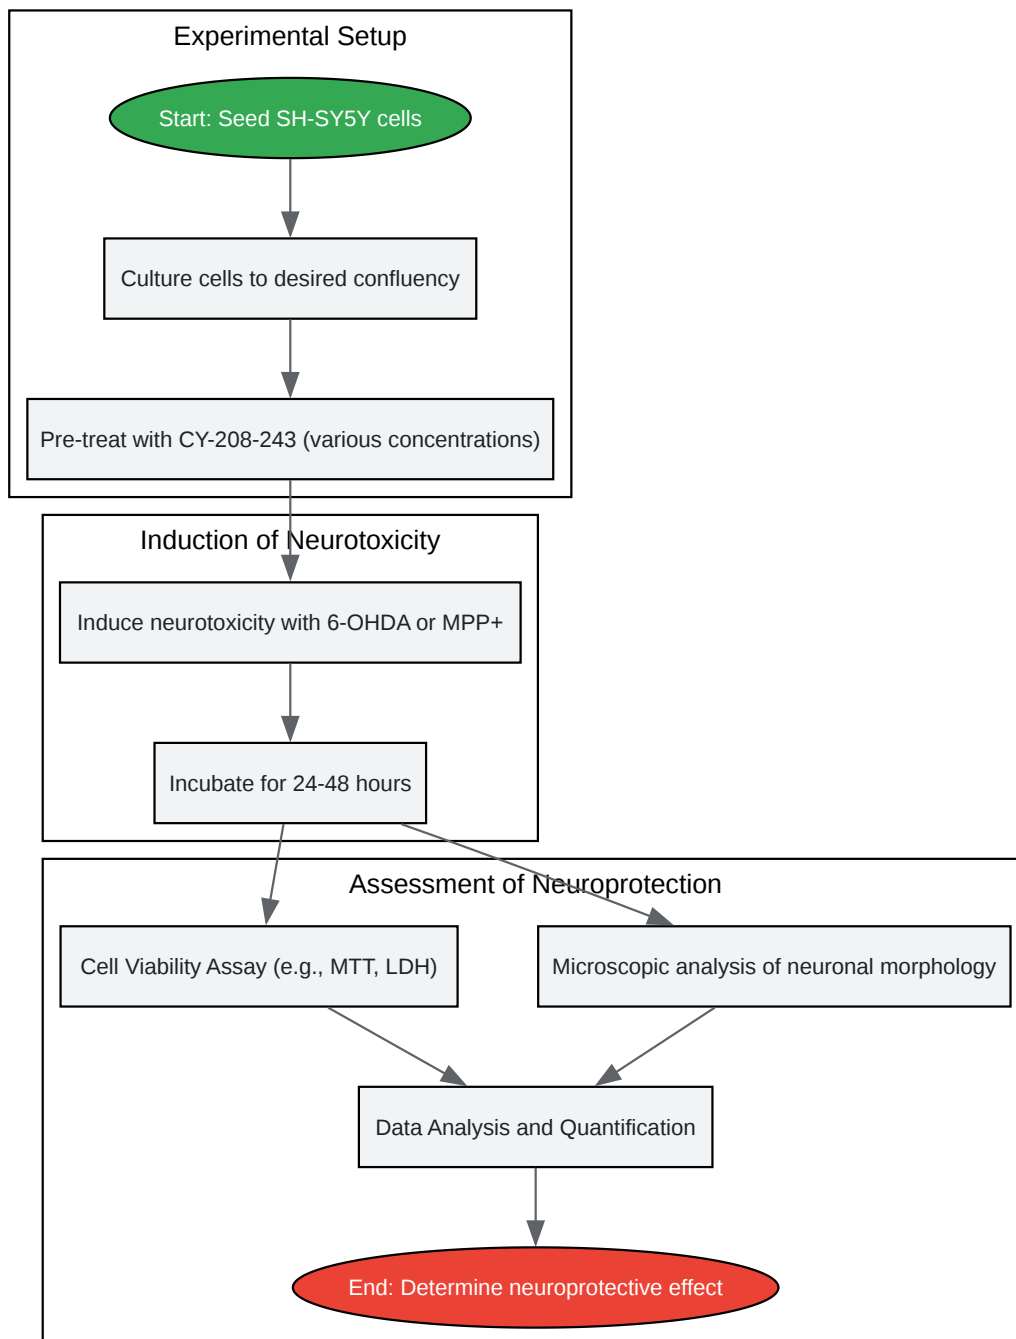 Experimental Setup
Start: Seed SH-SY5Y cells
Culture cells to desired confluency
Pre-treat with CY-208-243 (various concentrations)
Induction of Neurotoxicity
Induce neurotoxicity with 6-OHDA or MPP+
Incubate for 24-48 hours
Assessment of Neuroprotection
Cell Viability Assay (e.g., MTT, LDH)
Microscopic analysis of neuronal morphology
Data Analysis and Quantification
End: Determine neuroprotective effect